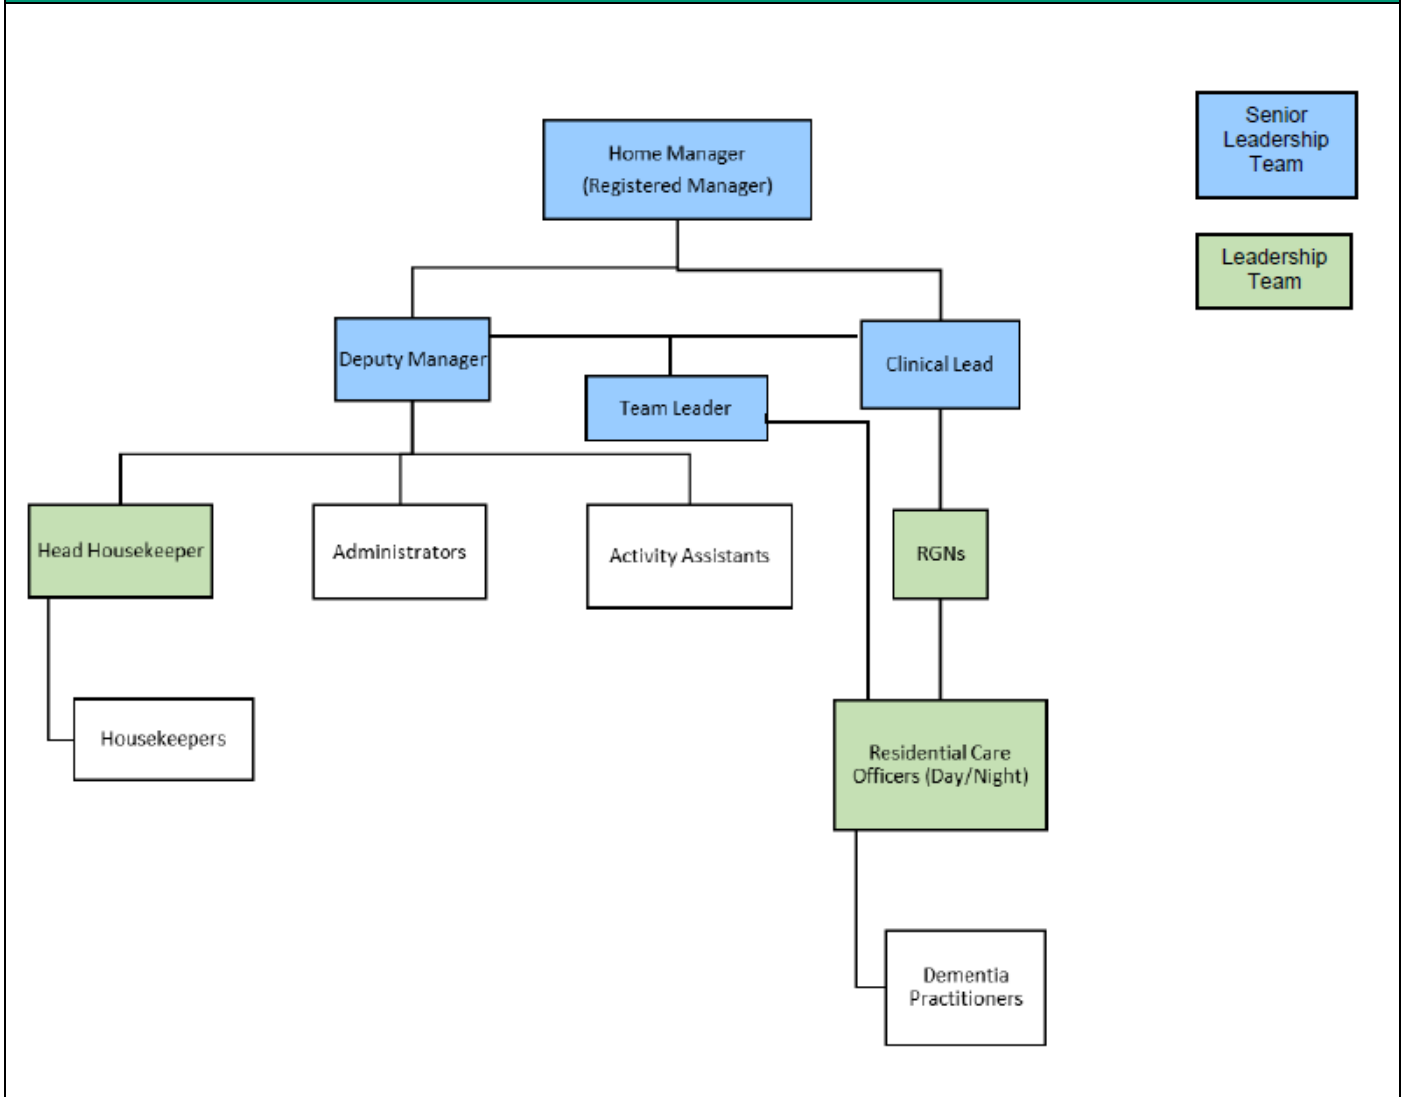 Senior
Leadership
Team
Home Manager
(Registered Manager)
Leadership
Team
Deputy Manager
Clinical Lead
Team Leader
Head Housekeeper
Administrators
Activity Assistants
RGNs
Housekeepers
Residential Care
Officers (Day/Night)
Dementia
Practitioners